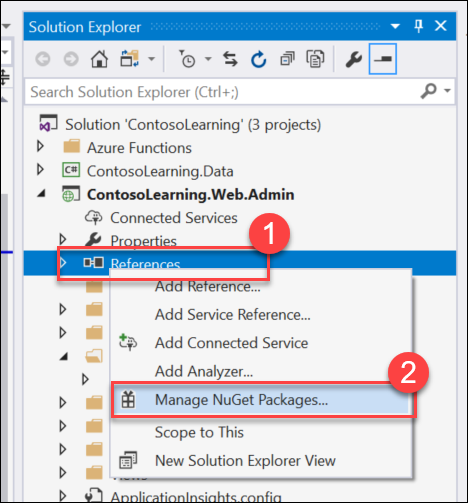 Solution Explorer
Search Solution Explorer (Ctrl+;)
Solution 'ContosoLearning' (3 projects)
Azure Functions
C# ContosoLearning.Data
ContosoLearning.Web.Admin
Connected Services
Properties
1
References
Add Reference...
Add Service Reference...
Add Connected Service
Add Analyzer...
2
Manage NuGet Packages...
Scope to This
New Solution Explorer View
ApplicationInsights.config